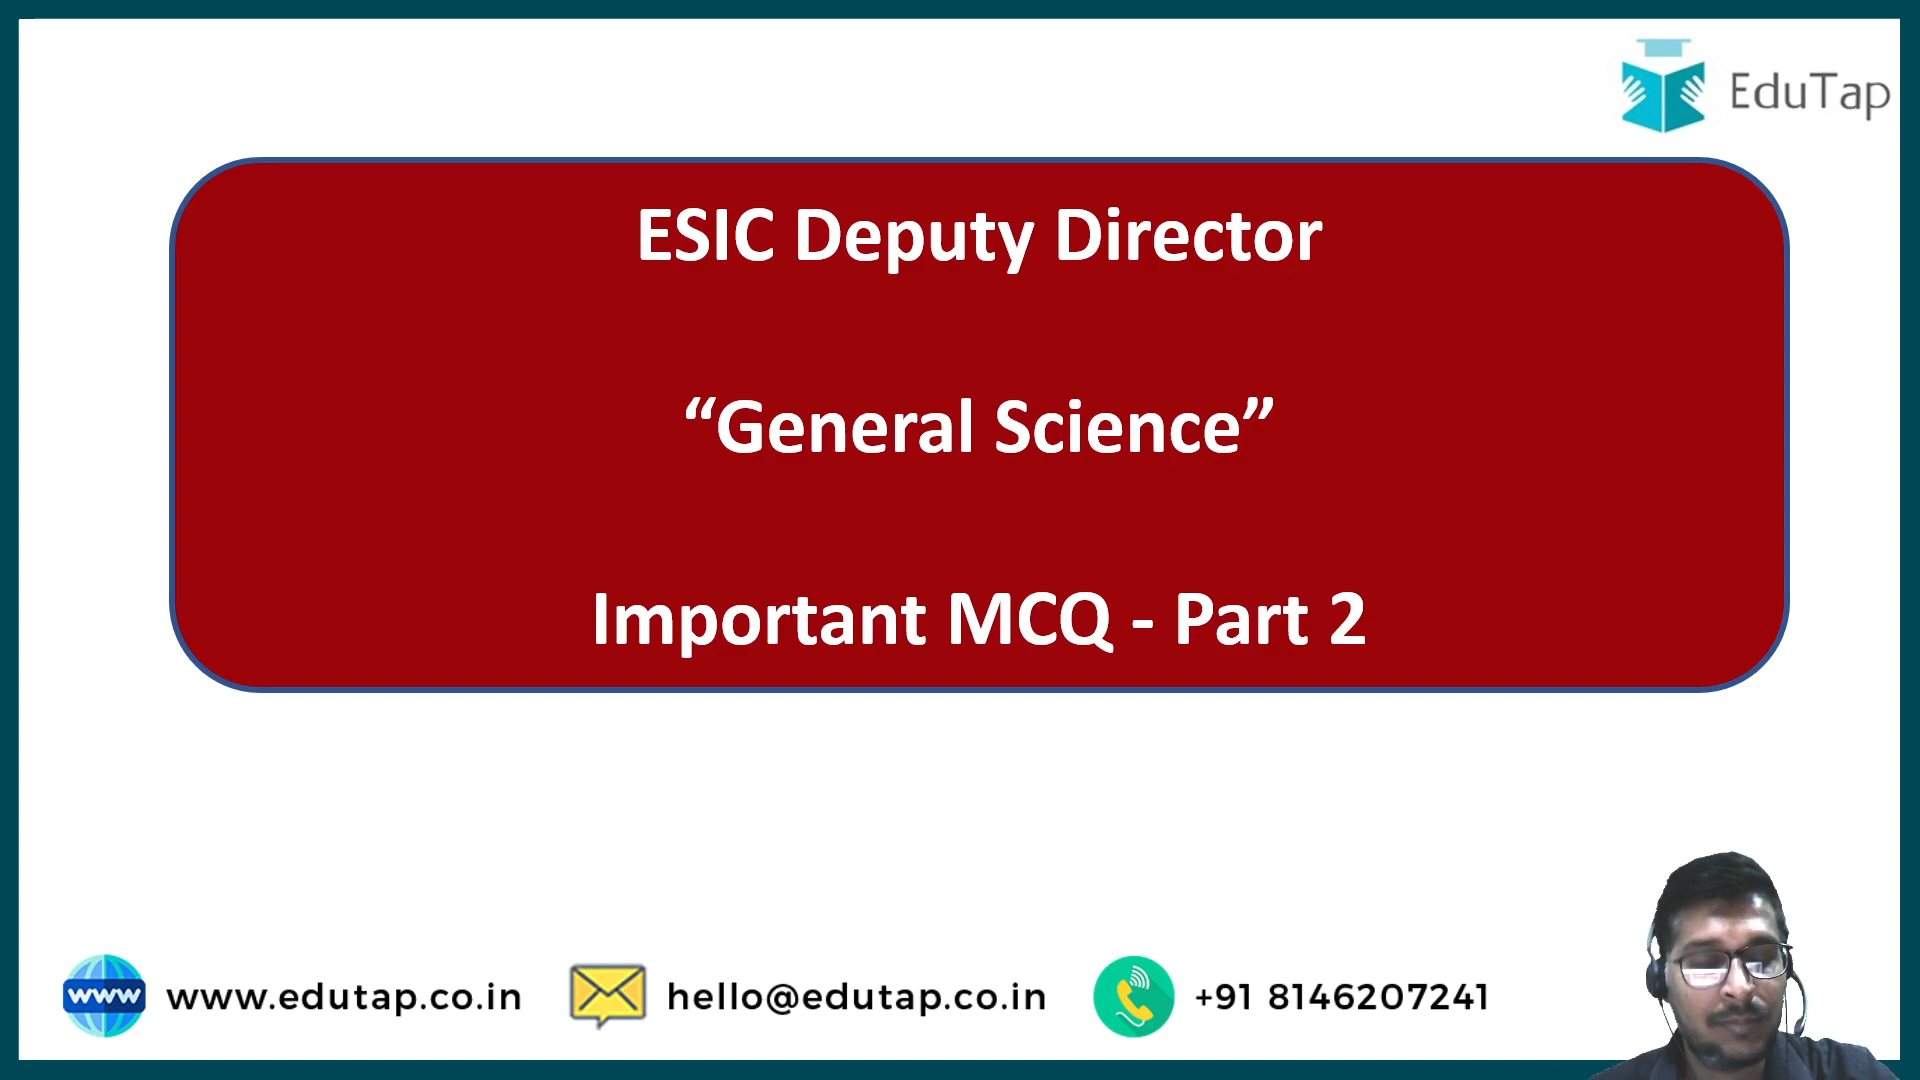 EduTap
ESIC Deputy Director
“General Science”
Important MCQ - Part 2
www www.edutap.co.in hello@edutap.co.in +91 8146207241